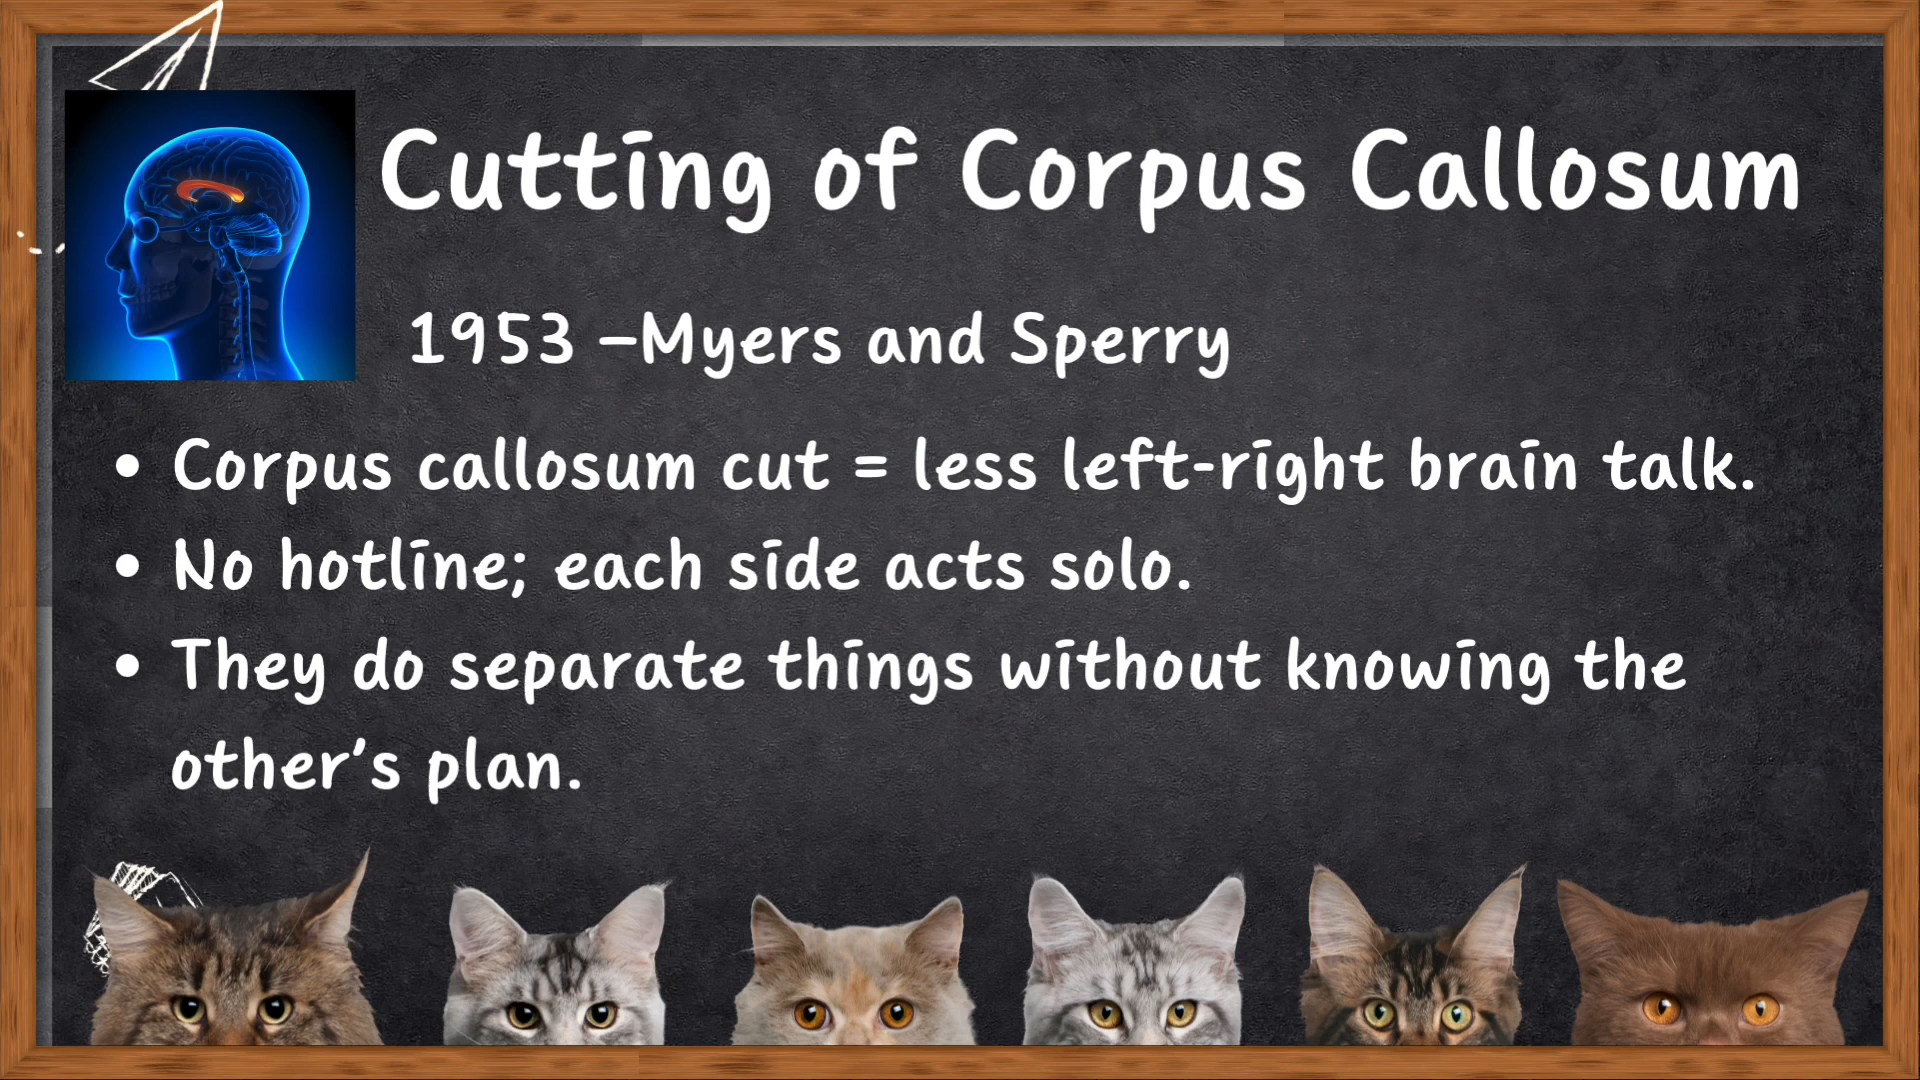 Cutting of Corpus Callosum
1953 –Myers and Sperry
• Corpus callosum cut = less left-right brain talk.
• No hotline; each side acts solo.
• They do separate things without knowing the
other’s plan.